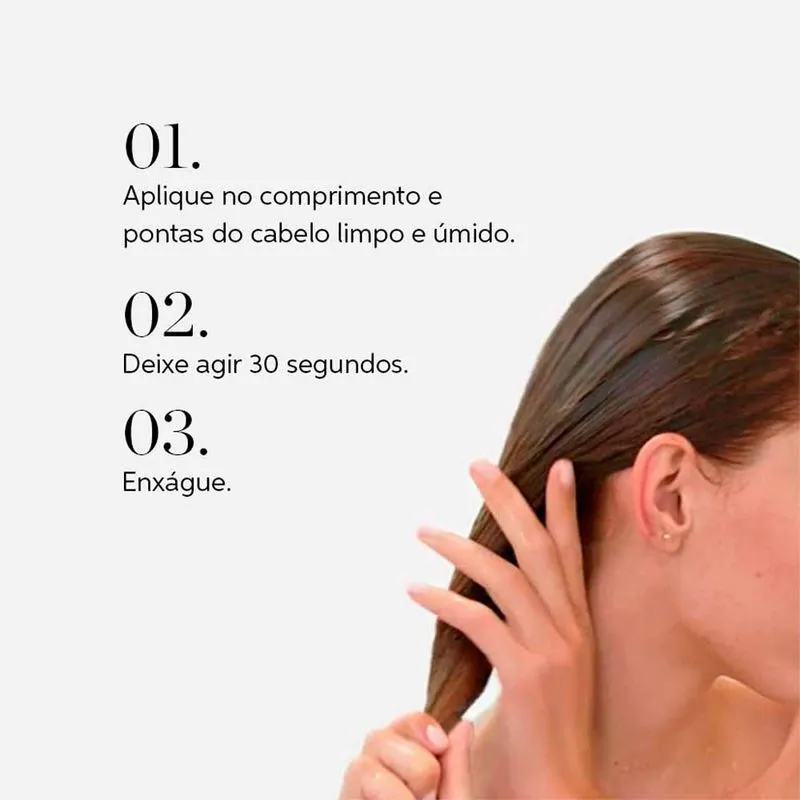 01.
Aplique no comprimento e
pontas do cabelo limpo e úmido.
02.
Deixe agir 30 segundos.
03.
Enxágue.